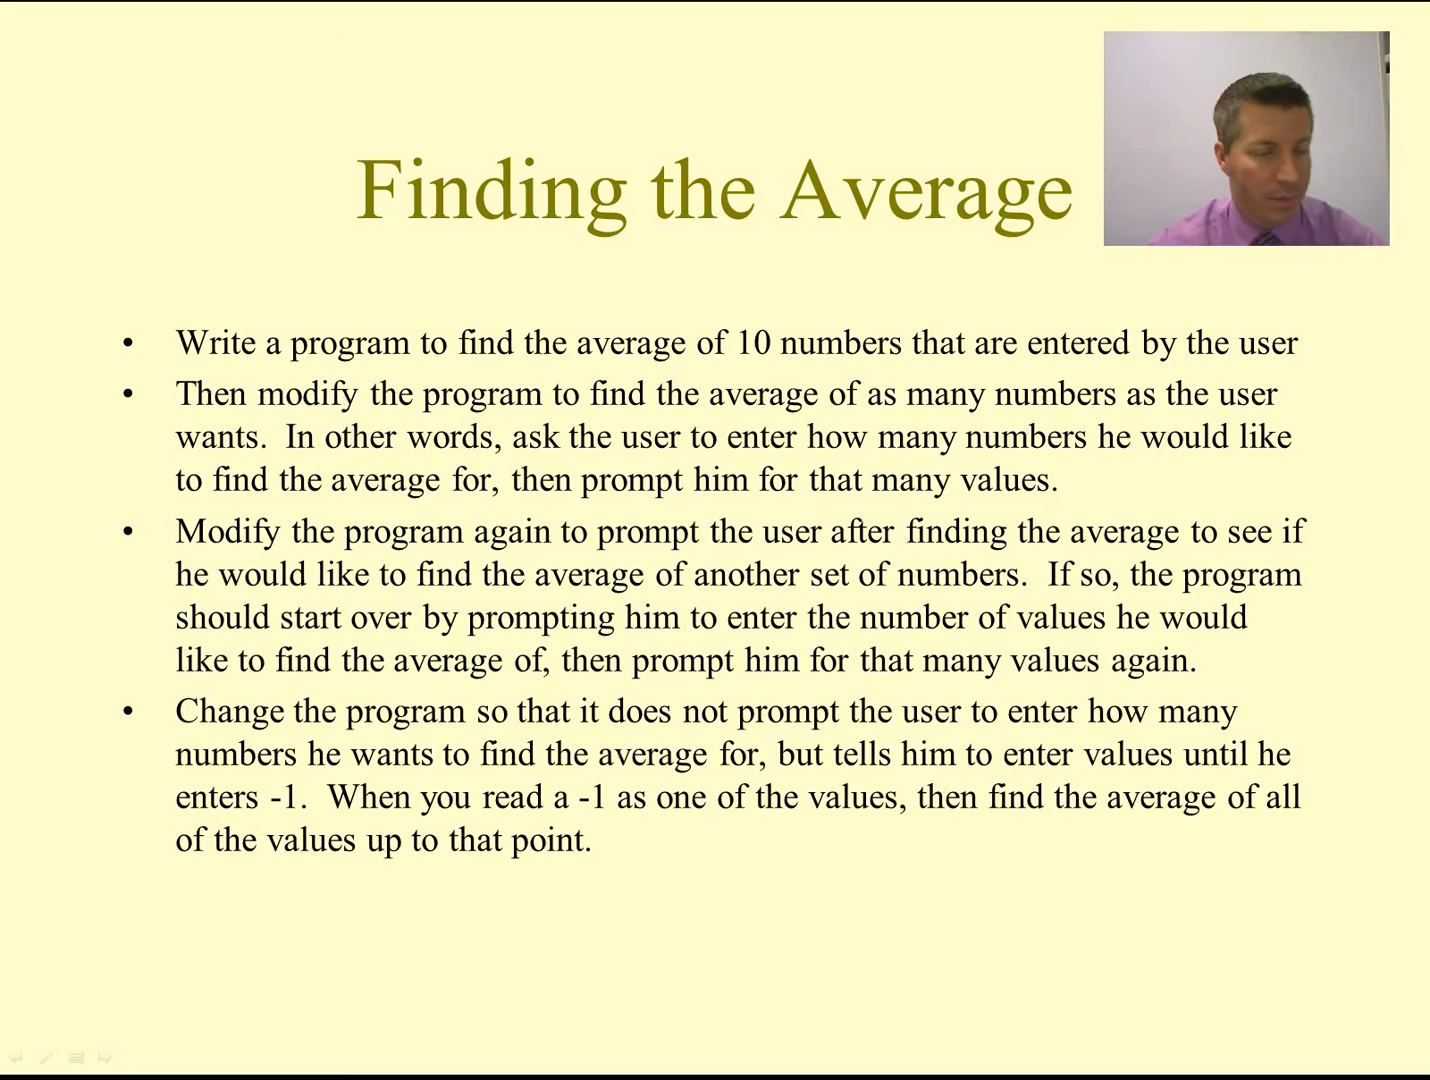 Finding the Average
• Write a program to find the average of 10 numbers that are entered by the user
• Then modify the program to find the average of as many numbers as the user
wants.  In other words, ask the user to enter how many numbers he would like
to find the average for, then prompt him for that many values.
• Modify the program again to prompt the user after finding the average to see if
he would like to find the average of another set of numbers.  If so, the program
should start over by prompting him to enter the number of values he would
like to find the average of, then prompt him for that many values again.
• Change the program so that it does not prompt the user to enter how many
numbers he wants to find the average for, but tells him to enter values until he
enters -1.  When you read a -1 as one of the values, then find the average of all
of the values up to that point.